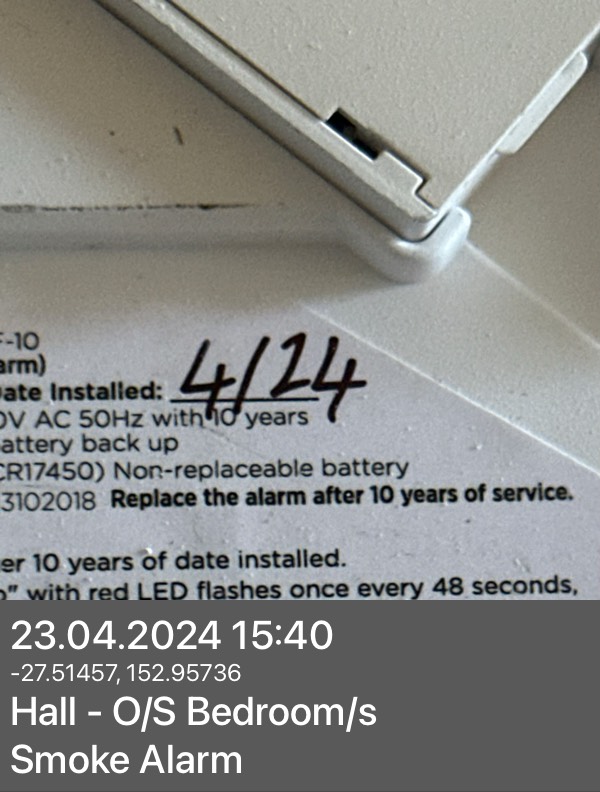 F-10
arm)
ate Installed: 4/24
0V AC 50Hz with 10 years
attery back up
CR17450) Non-replaceable battery
3102018 Replace the alarm after 10 years of service.
er 10 years of date installed.
" with red LED flashes once every 48 seconds,
23.04.2024 15:40
-27.51457, 152.95736
Hall - O/S Bedroom/s
Smoke Alarm